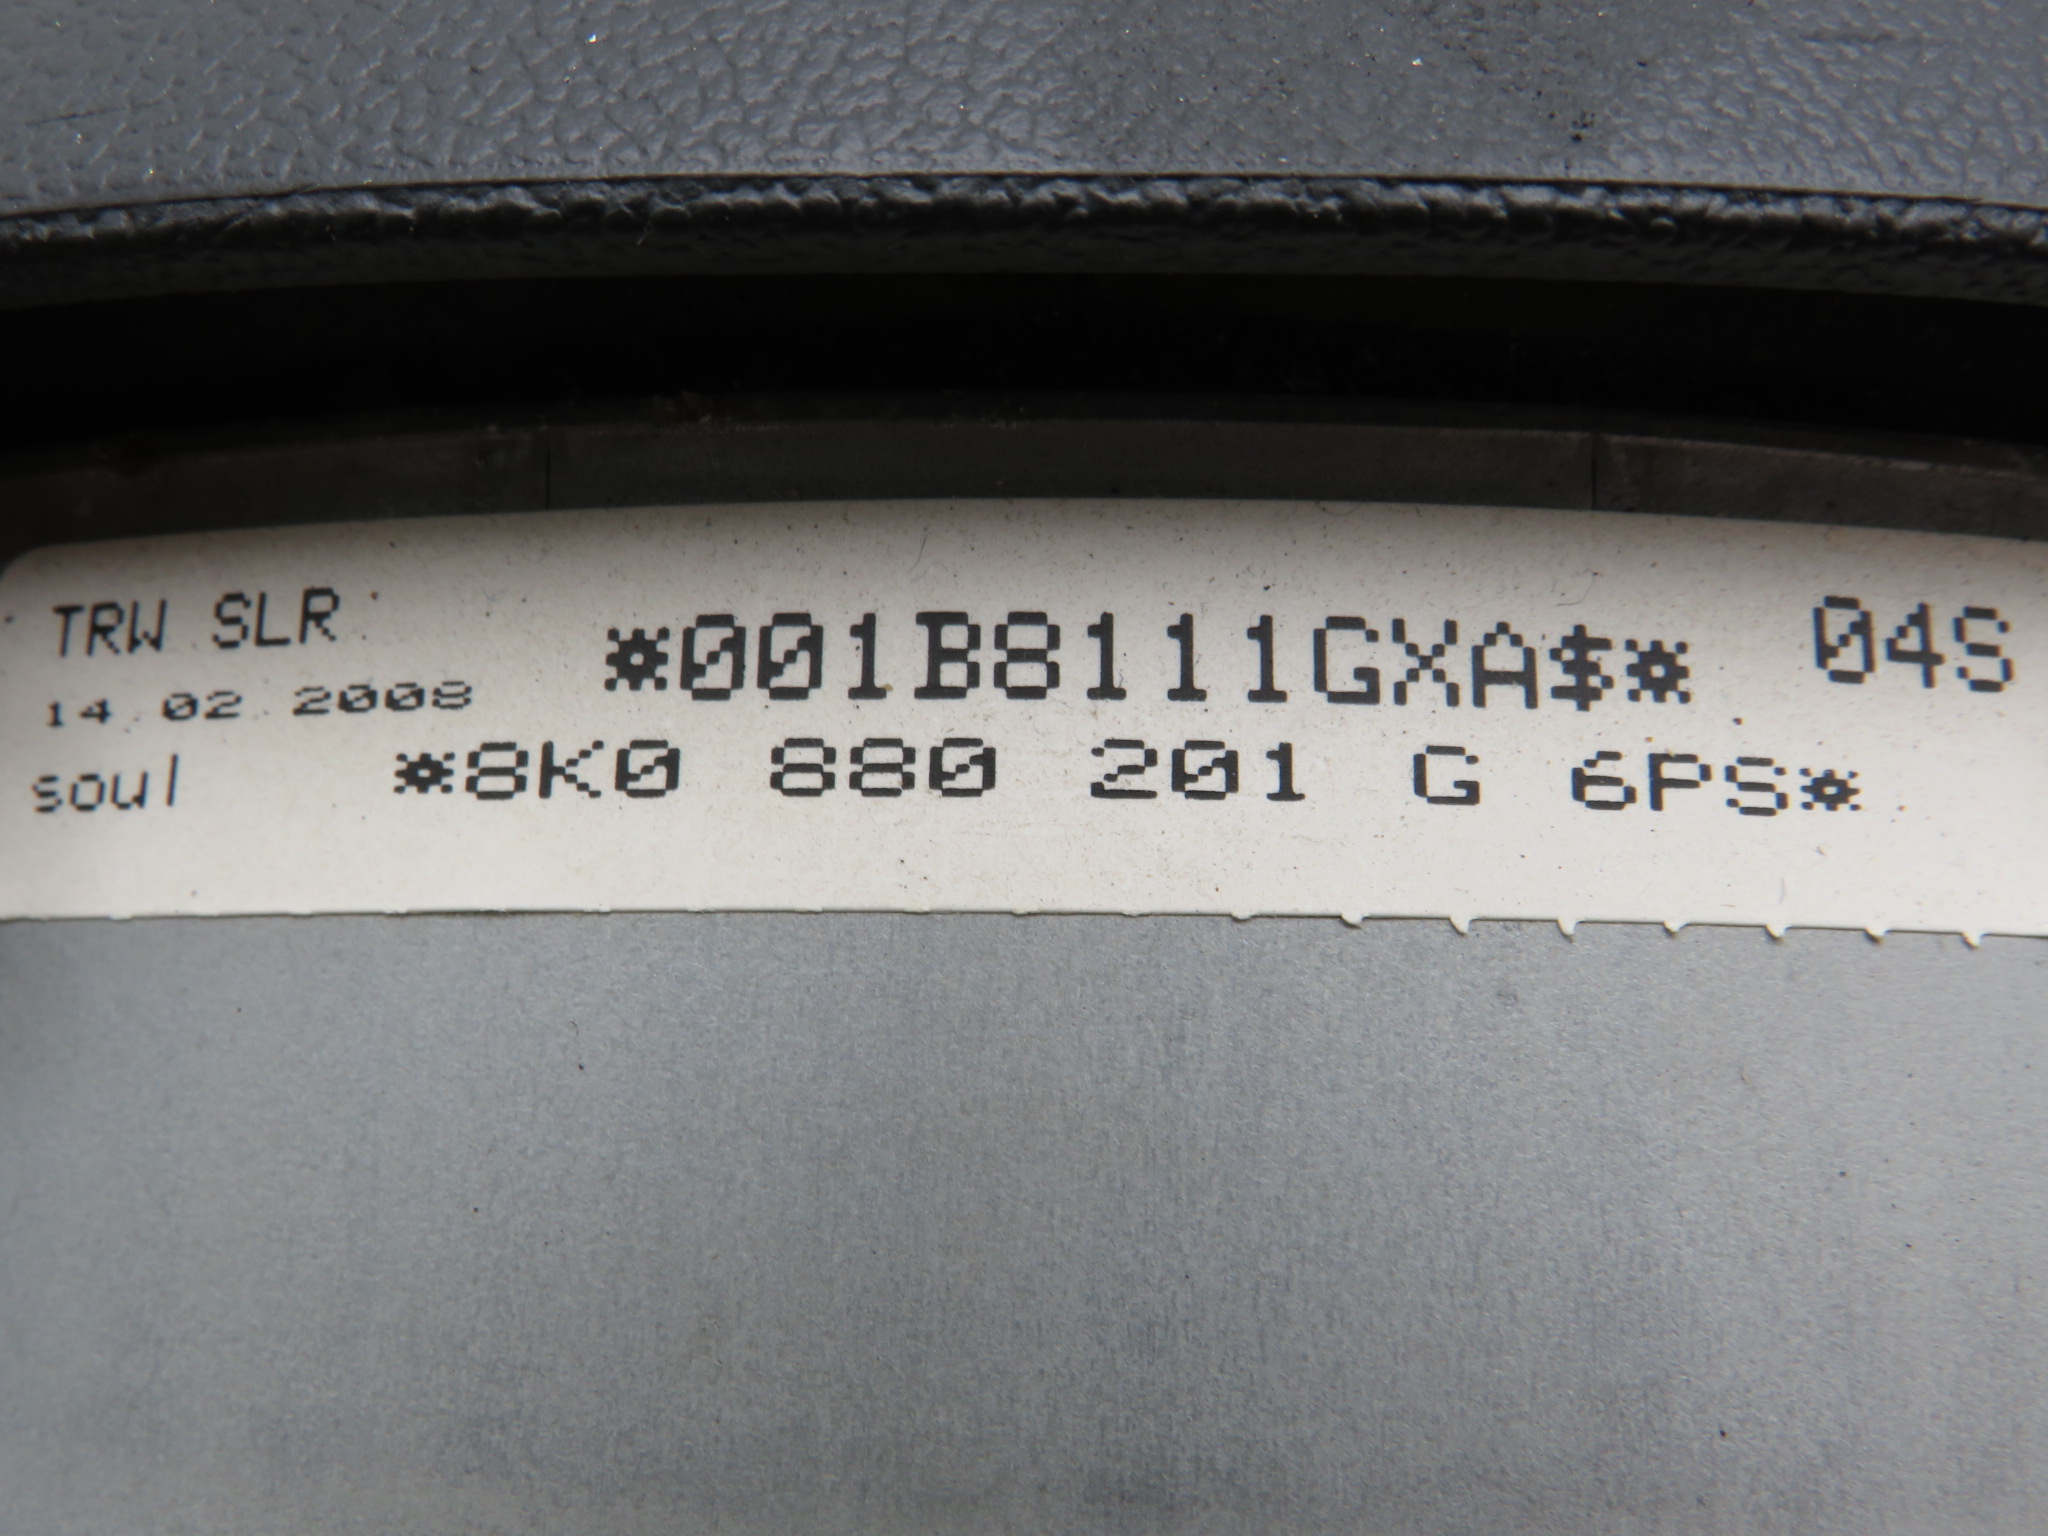 TRW SLR *001B8111GXA$* 04S
14.02.2008
soul *8K0 880 201 G 6PS*